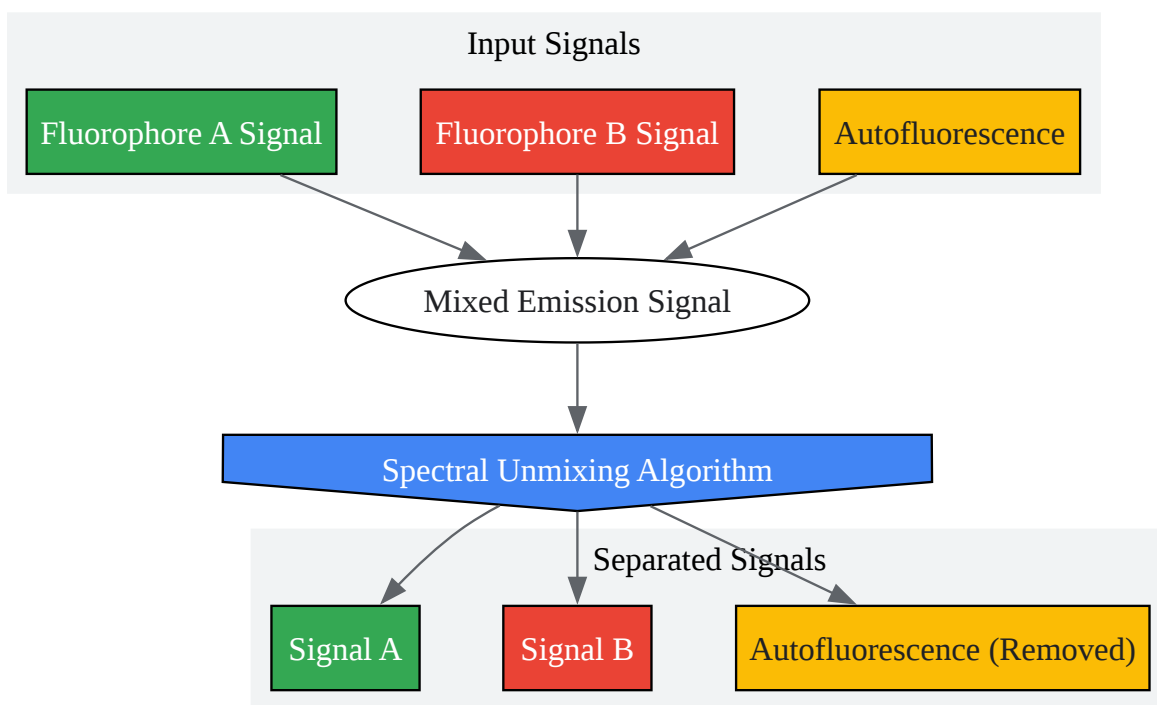 Input Signals
Fluorophore A Signal
Fluorophore B Signal
Autofluorescence
Mixed Emission Signal
Spectral Unmixing Algorithm
Separated Signals
Signal A
Signal B
Autofluorescence (Removed)